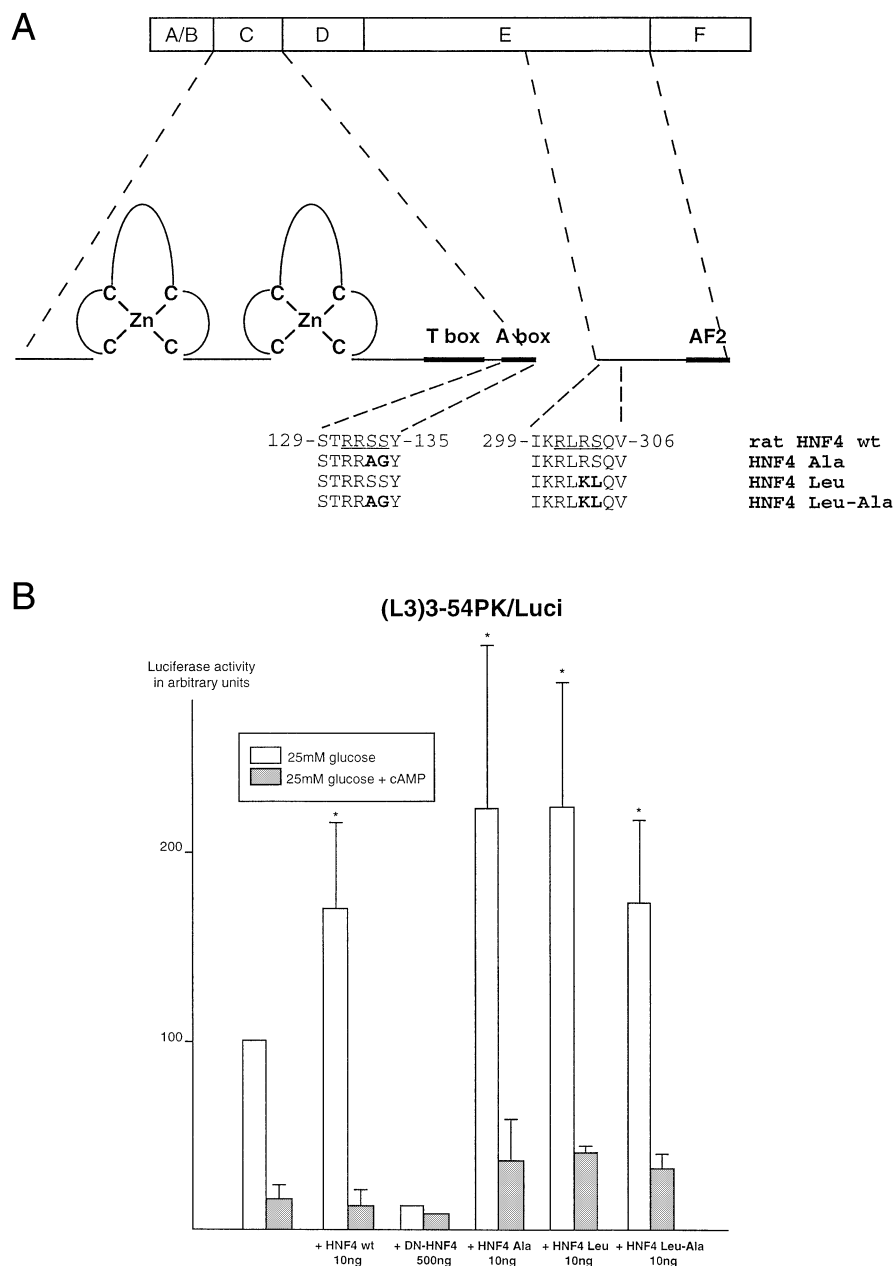 A
A/B C D E F
C C C C
Zn Zn
C C C C
T box A box AF2
129-STRRSSY-135 299-IKRLRSQV-306 rat HNF4 wt
STRRAGY IKRLRSQV HNF4 Ala
STRRSSY IKRLKLQV HNF4 Leu
STRRAGY IKRLKLQV HNF4 Leu-Ala
B
(L3)3-54PK/Luci
Luciferase activity
in arbitrary units
25mM glucose
25mM glucose + cAMP
* * * *
200
100
+ HNF4 wt + DN-HNF4 + HNF4 Ala + HNF4 Leu + HNF4 Leu-Ala
10ng 500ng 10ng 10ng 10ng